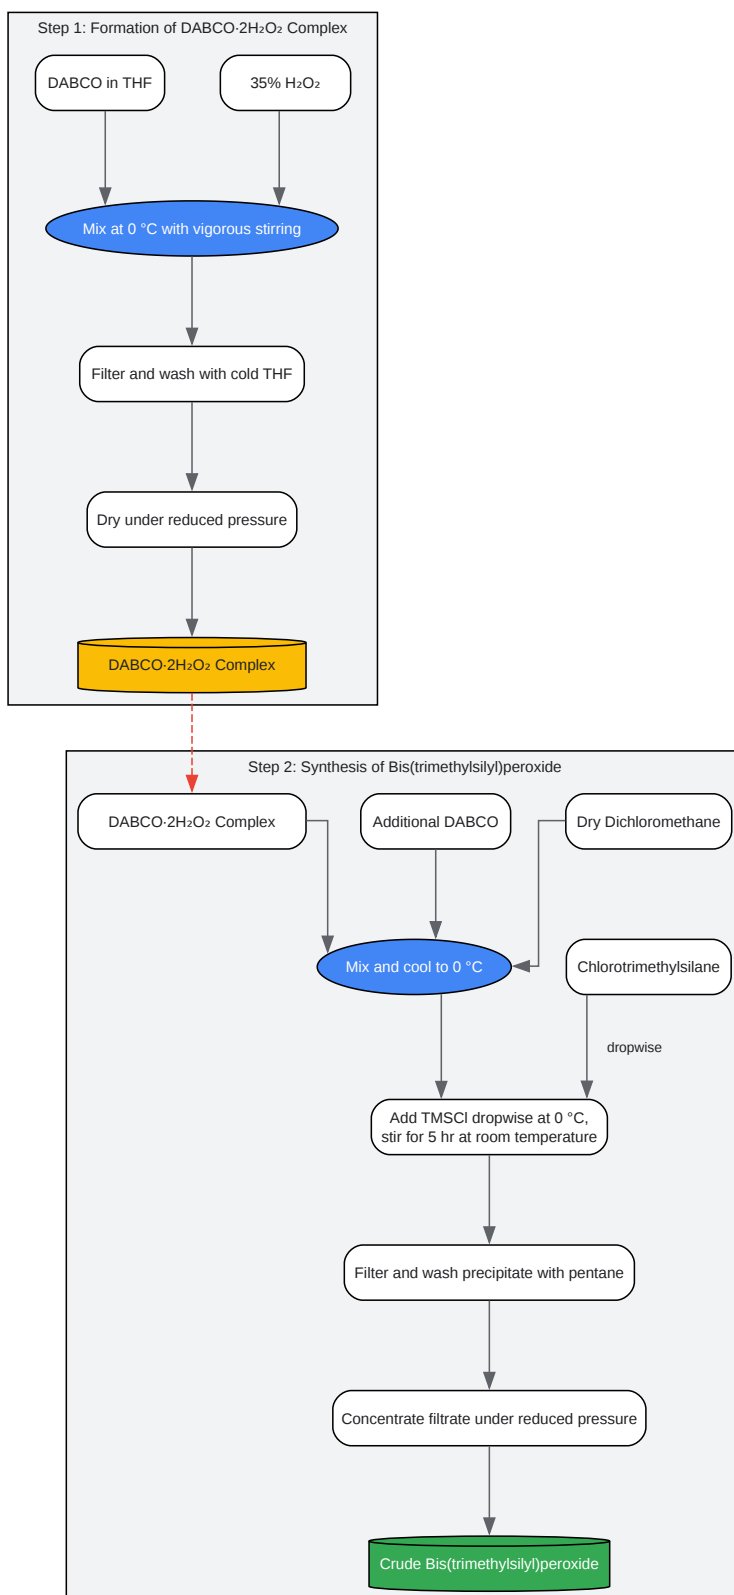 Step 1: Formation of DABCO·2H₂O₂ Complex
DABCO in THF
35% H₂O₂
Mix at 0 °C with vigorous stirring
Filter and wash with cold THF
Dry under reduced pressure
DABCO·2H₂O₂ Complex
Step 2: Synthesis of Bis(trimethylsilyl)peroxide
DABCO·2H₂O₂ Complex
Additional DABCO
Dry Dichloromethane
Mix and cool to 0 °C
Chlorotrimethylsilane
dropwise
Add TMSCl dropwise at 0 °C,
stir for 5 hr at room temperature
Filter and wash precipitate with pentane
Concentrate filtrate under reduced pressure
Crude Bis(trimethylsilyl)peroxide